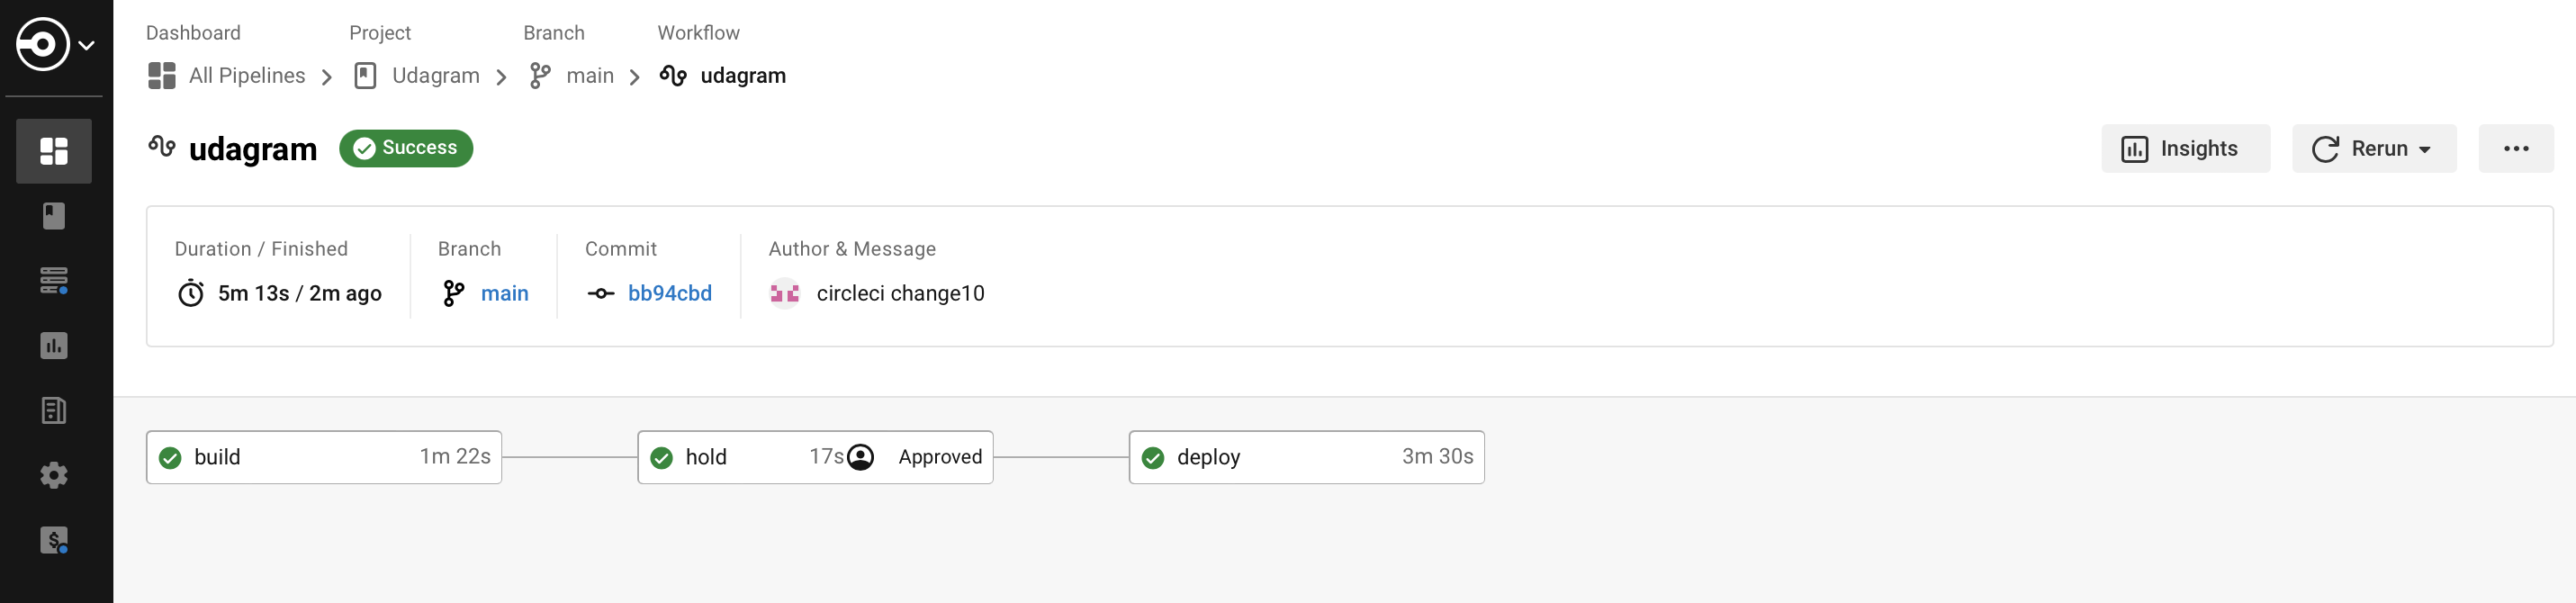 Dashboard Project Branch Workflow
All Pipelines Udagram main udagram
udagram Success Insights Rerun
Duration / Finished Branch Commit Author & Message
5m 13s / 2m ago main bb94cbd circleci change10
build 1m 22s hold 17s Approved deploy 3m 30s